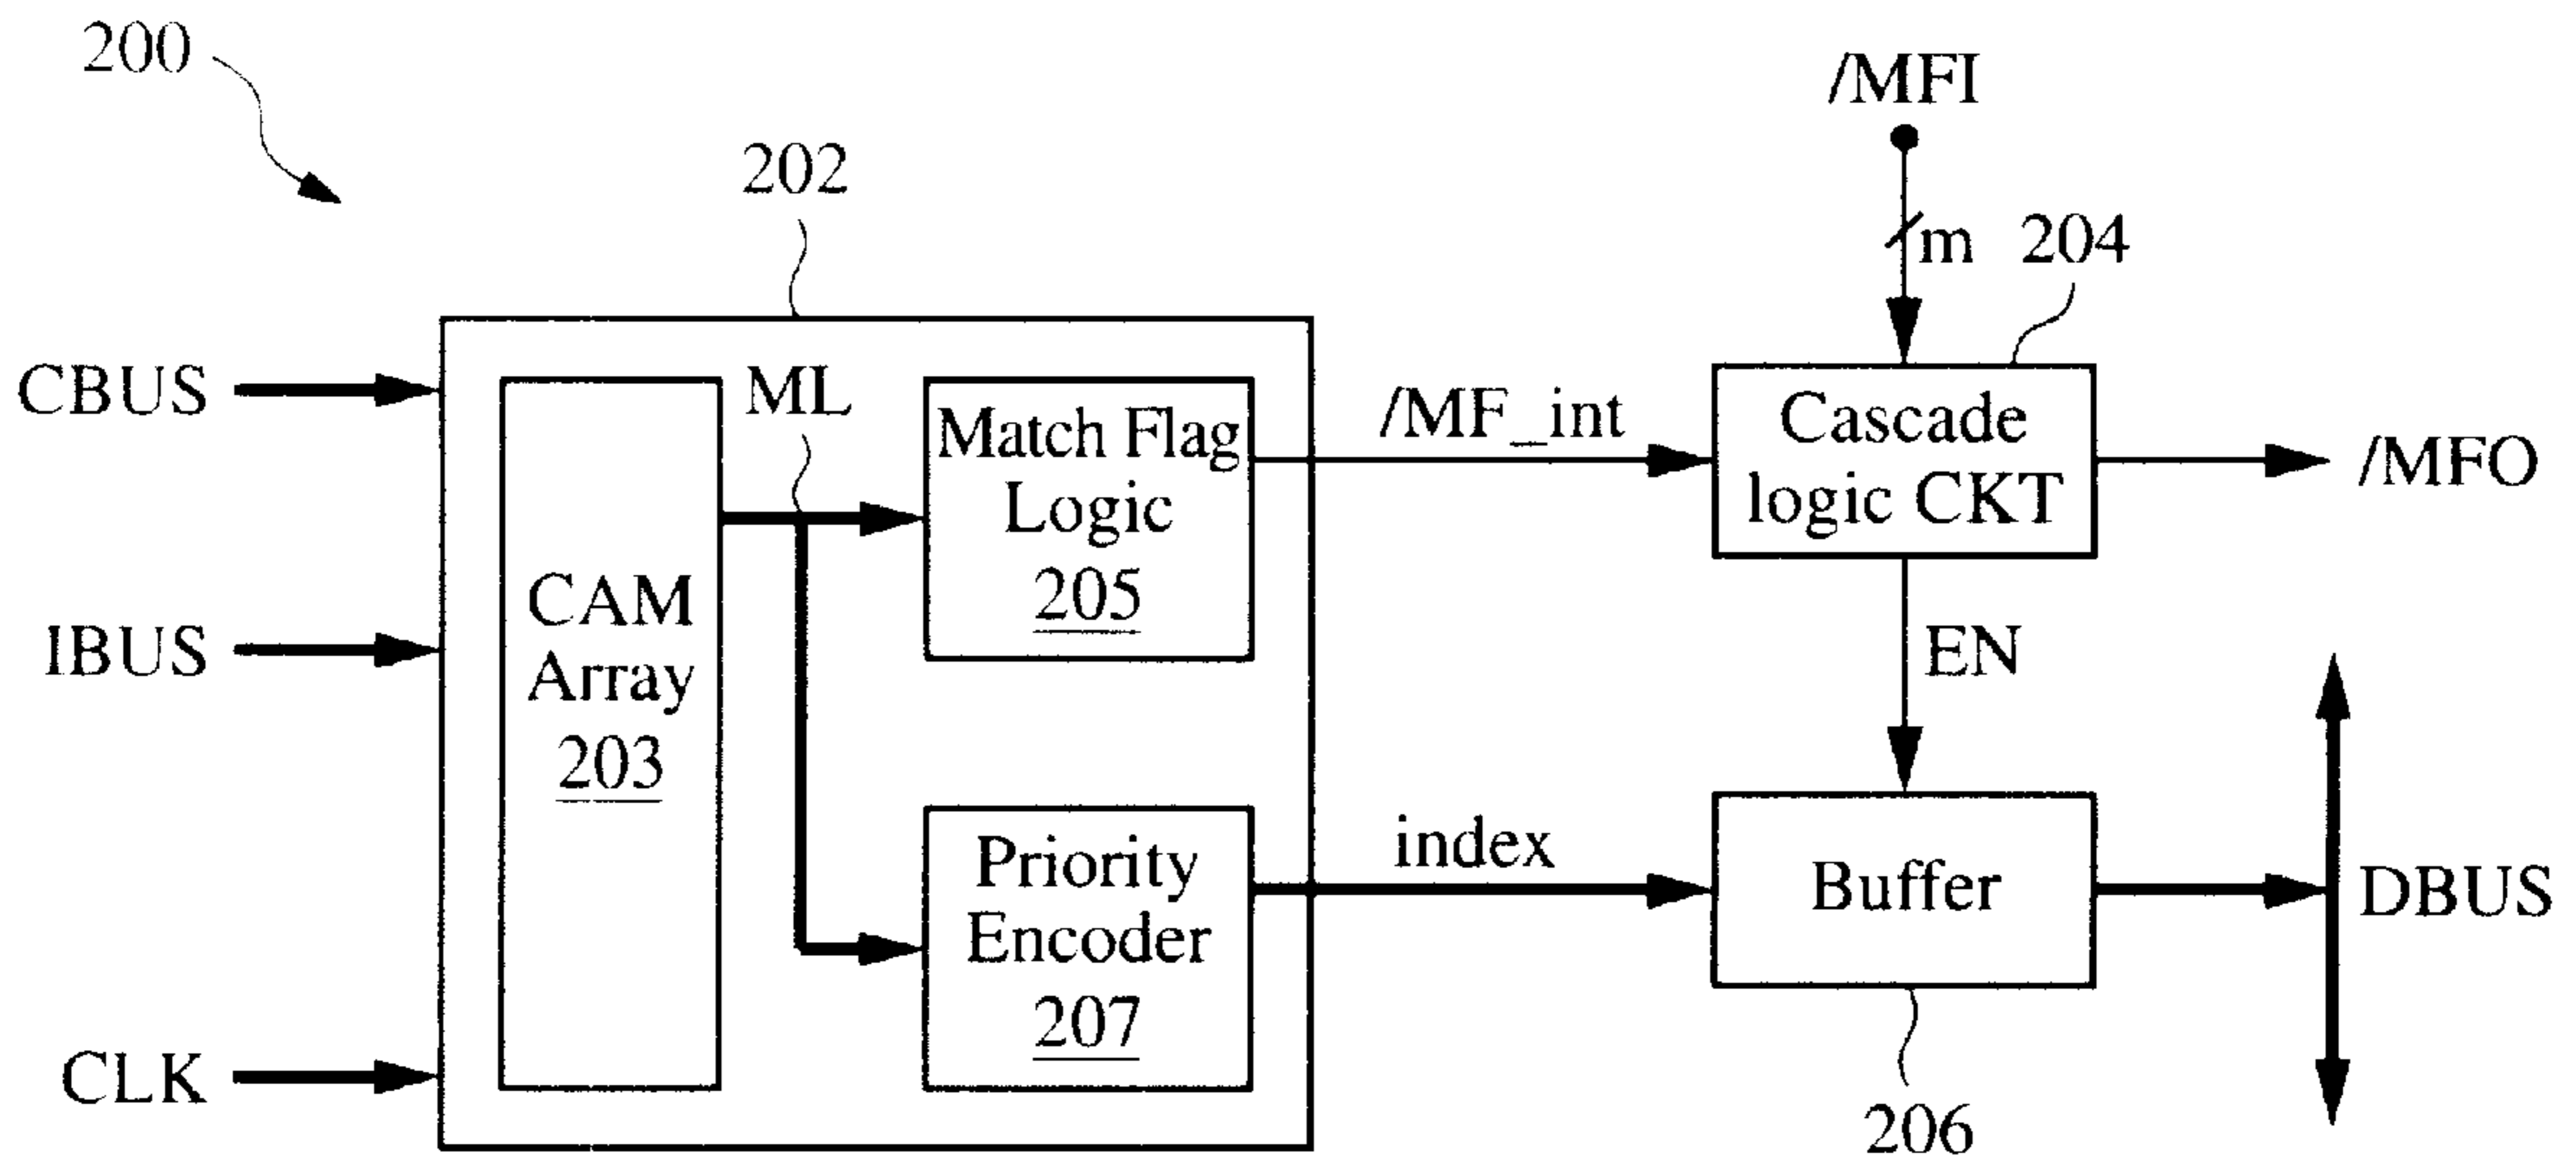 200
202
/MFI
m
204
CBUS
IBUS
CLK
ML
CAM
Array
203
Match Flag
Logic
205
Priority
Encoder
207
/MF_int
index
Cascade
logic CKT
/MFO
EN
Buffer
DBUS
206